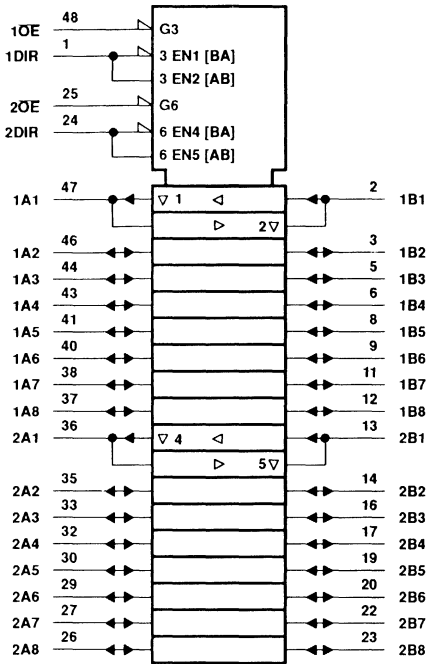 48
1O̅E̅ G3
1
1DIR 3 EN1 [BA]
3 EN2 [AB]
25
2O̅E̅ G6
24
2DIR 6 EN4 [BA]
6 EN5 [AB]
47 2
1A1 ▽ 1 ◁ 1B1
▷ 2 ▽
46 3
1A2 1B2
44 5
1A3 1B3
43 6
1A4 1B4
41 8
1A5 1B5
40 9
1A6 1B6
38 11
1A7 1B7
37 12
1A8 1B8
36 13
2A1 ▽ 4 ◁ 2B1
▷ 5 ▽
35 14
2A2 2B2
33 16
2A3 2B3
32 17
2A4 2B4
30 19
2A5 2B5
29 20
2A6 2B6
27 22
2A7 2B7
26 23
2A8 2B8